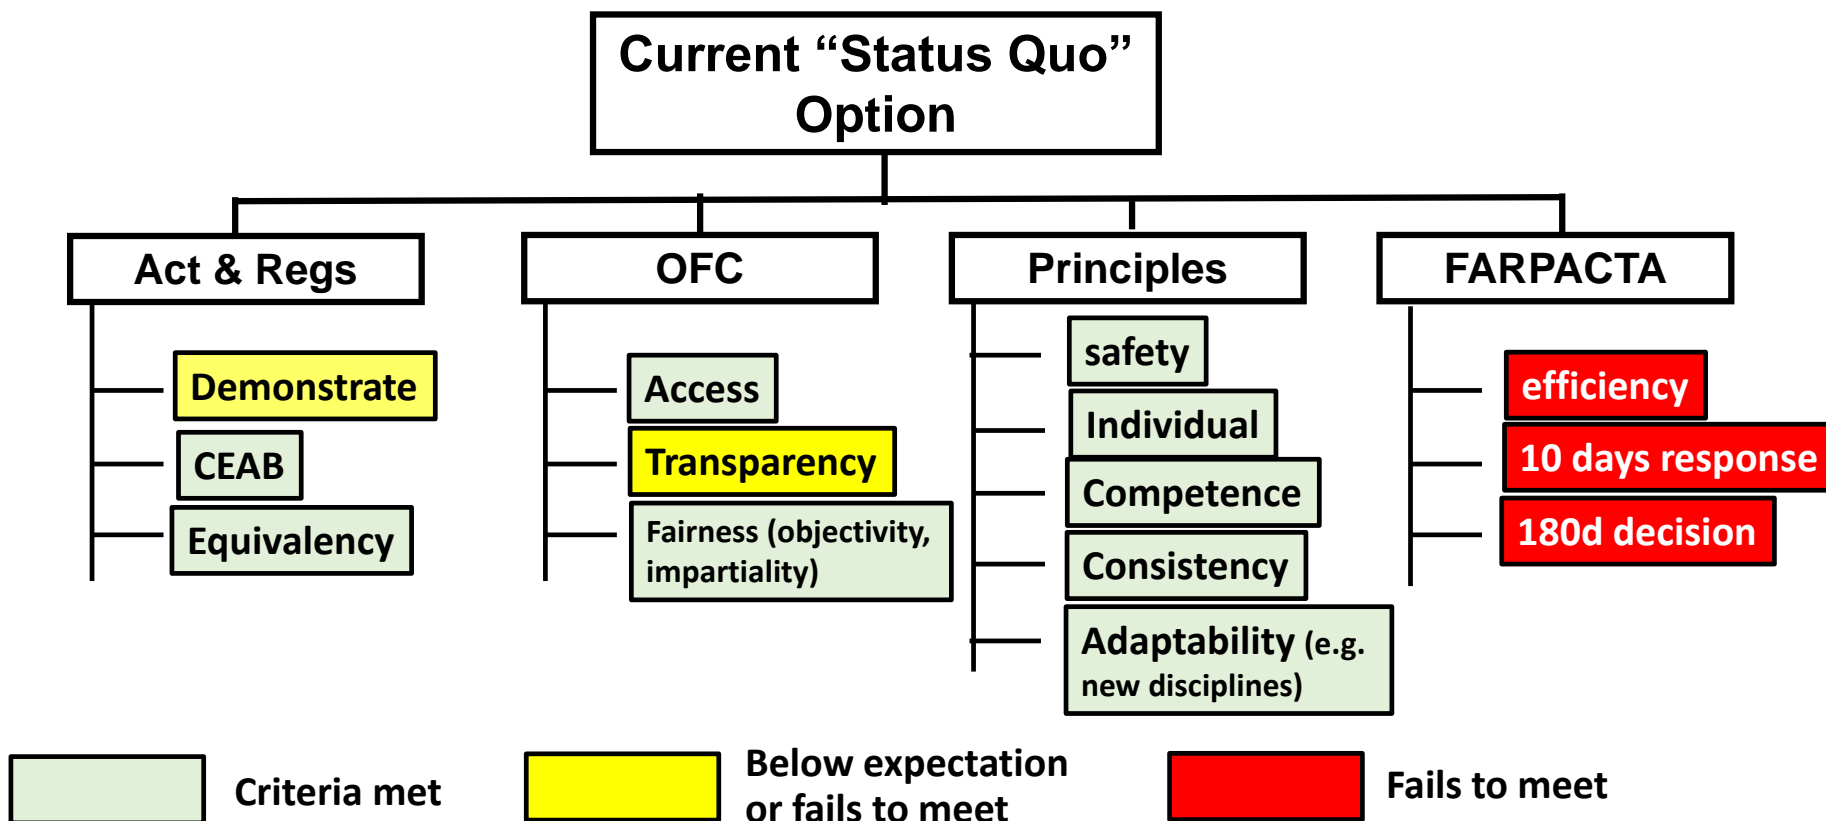 Current “Status Quo”
Option
Act & Regs
Demonstrate
CEAB
Equivalency
OFC
Access
Transparency
Fairness (objectivity,
impartiality)
Principles
safety
Individual
Competence
Consistency
Adaptability (e.g.
new disciplines)
FARPACTA
efficiency
10 days response
180d decision
Criteria met
Below expectation
or fails to meet
Fails to meet